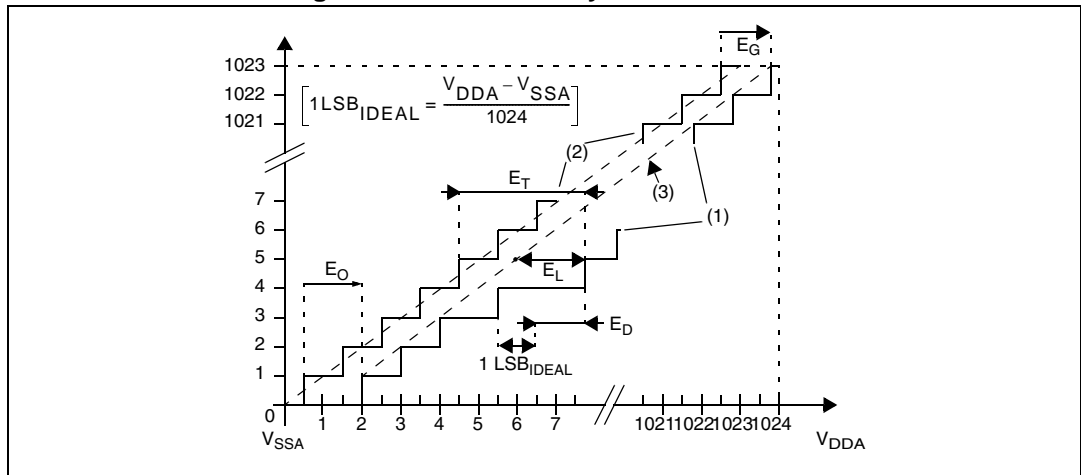 E_G
1023
1022
1021
[1LSB_IDEAL = (V_DDA – V_SSA) / 1024]
(2)
(3)
(1)
E_T
7
6
5
4
3
2
1
0
E_O
E_L
E_D
1 LSB_IDEAL
1 2 3 4 5 6 7 1021 1022 1023 1024
V_SSA
V_DDA